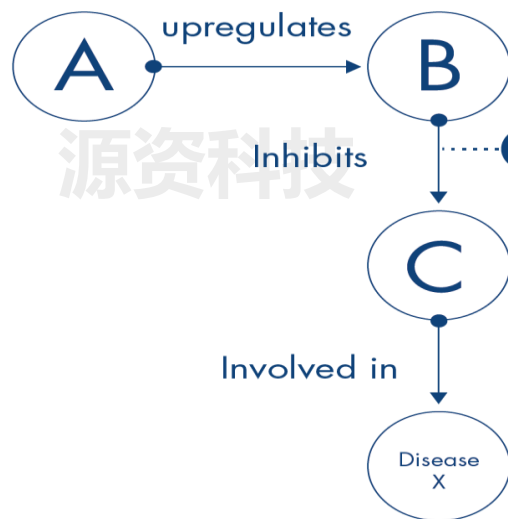 upregulates
A
B
源资科技
Inhibits
C
Involved in
Disease
X